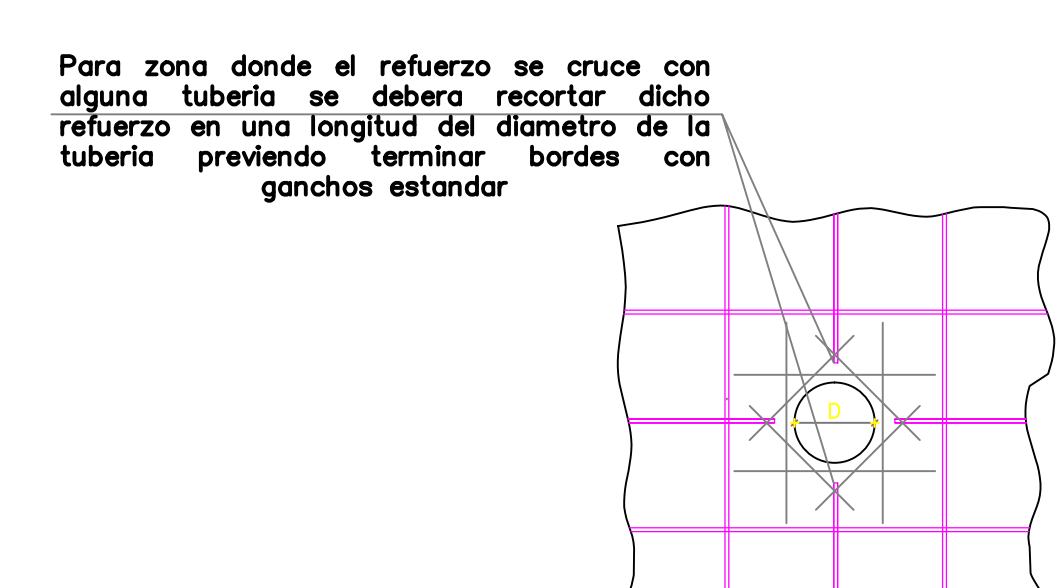 Para zona donde el refuerzo se cruce con
alguna tuberia se debera recortar dicho
refuerzo en una longitud del diametro de la
tuberia previendo terminar bordes con
ganchos estandar
D